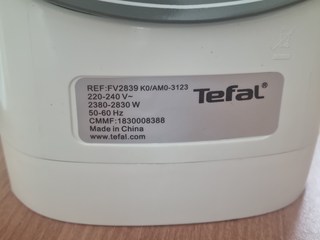 REF:FV2839 K0/AM0-3123
220-240 V~
2380-2830 W
50-60 Hz
CMMF:1830008388
Made in China
www.tefal.com
Tefal®